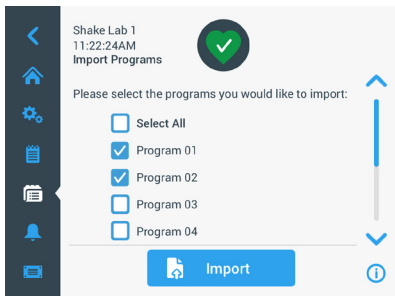 Shake Lab 1
11:22:24AM
Import Programs
Please select the programs you would like to import:
Select All
Program 01
Program 02
Program 03
Program 04
Import